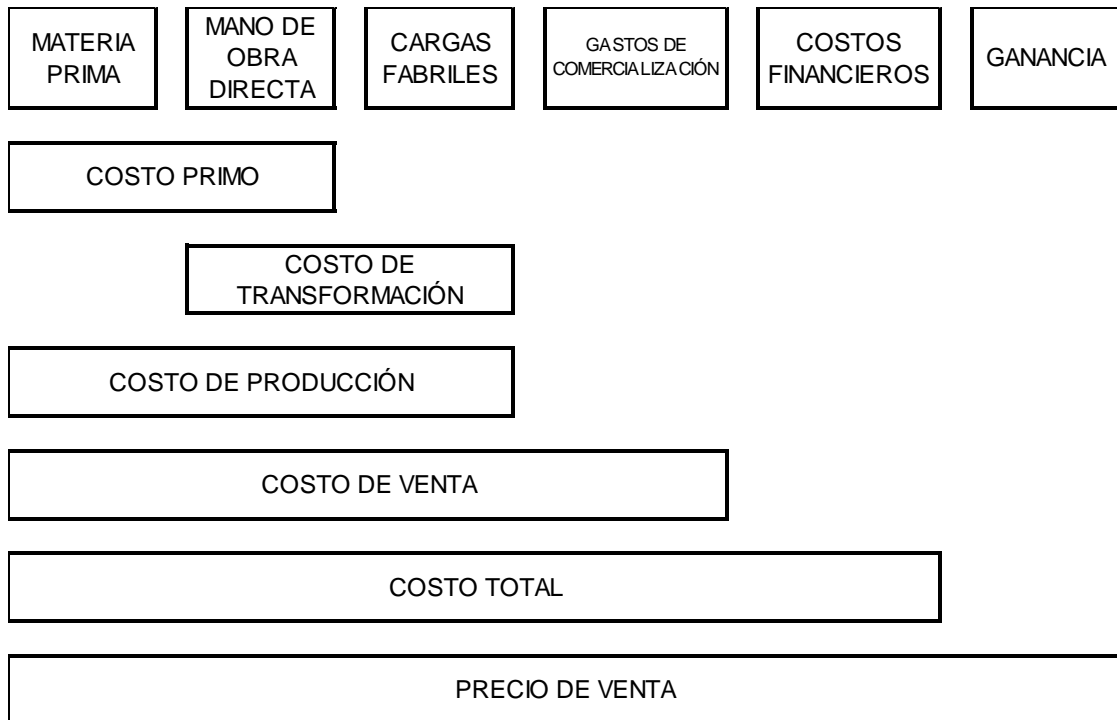 MATERIA
PRIMA
MANO DE
OBRA
DIRECTA
CARGAS
FABRILES
GASTOS DE
COMERCIALIZACIÓN
COSTOS
FINANCIEROS
GANANCIA
COSTO PRIMO
COSTO DE
TRANSFORMACIÓN
COSTO DE PRODUCCIÓN
COSTO DE VENTA
COSTO TOTAL
PRECIO DE VENTA